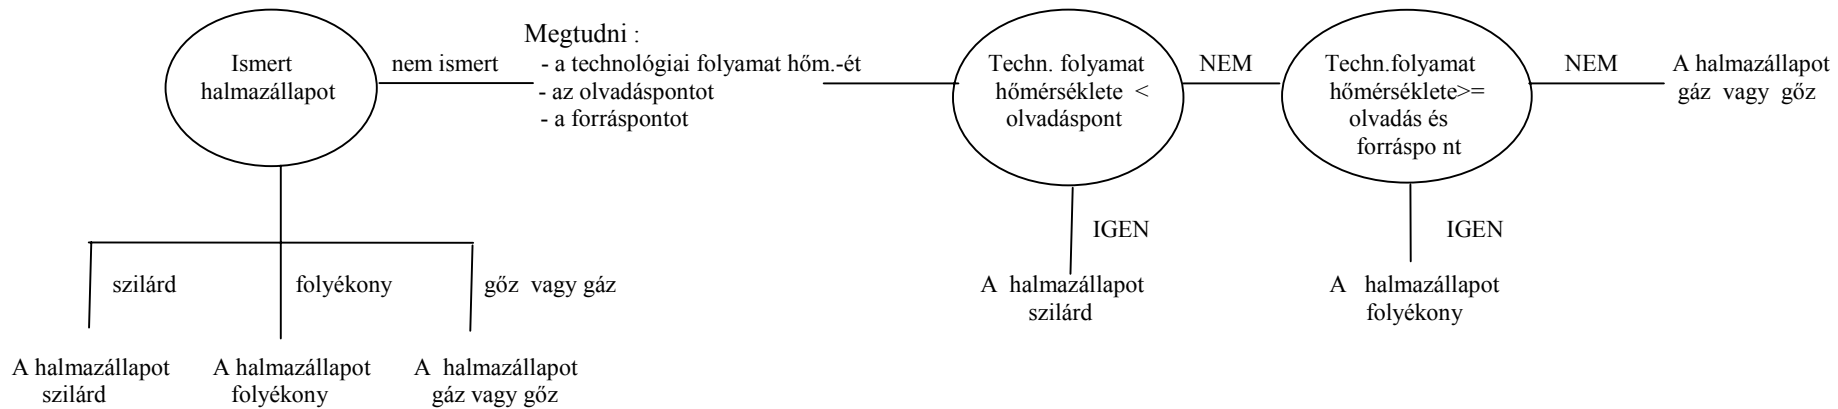 Ismert
halmazállapot
nem ismert
Megtudni :
- a technológiai folyamat hőm.-ét
- az olvadáspontot
- a forráspontot
Techn. folyamat
hőmérséklete <
olvadáspont
NEM
Techn.folyamat
hőmérséklete>=
olvadás és
forráspo nt
NEM
A halmazállapot
gáz vagy gőz
IGEN
A halmazállapot
szilárd
IGEN
A halmazállapot
folyékony
szilárd
folyékony
gőz vagy gáz
A halmazállapot
szilárd
A halmazállapot
folyékony
A halmazállapot
gáz vagy gőz